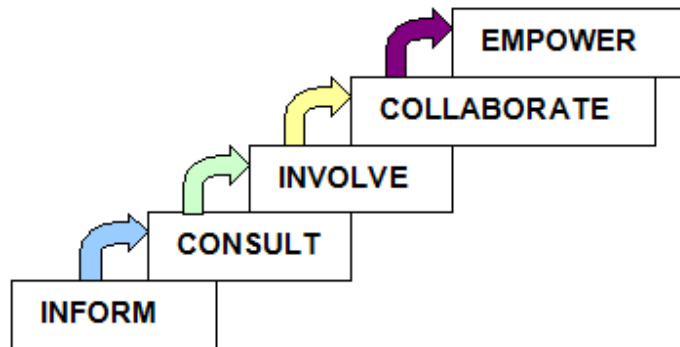 EMPOWER
COLLABORATE
INVOLVE
CONSULT
INFORM